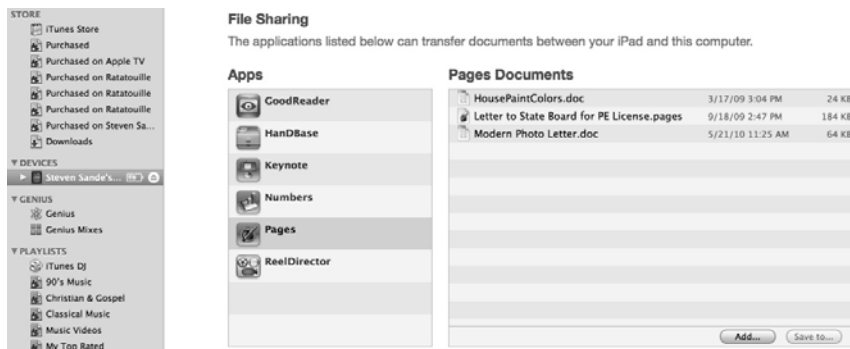 STORE
iTunes Store
Purchased
Purchased on Apple TV
Purchased on Ratatouille
Purchased on Ratatouille
Purchased on Ratatouille
Purchased on Steven Sa...
Downloads
DEVICES
Steven Sande's...
GENIUS
Genius
Genius Mixes
PLAYLISTS
iTunes DJ
90's Music
Christian & Gospel
Classical Music
Music Videos
My Top Rated
File Sharing
The applications listed below can transfer documents between your iPad and this computer.
Apps
GoodReader
HanDBase
Keynote
Numbers
Pages
ReelDirector
Pages Documents
HousePaintColors.doc 3/17/09 3:04 PM 24 KB
Letter to State Board for PE License.pages 9/18/09 2:47 PM 184 KB
Modern Photo Letter.doc 5/21/10 11:25 AM 64 KB
Add... Save to...